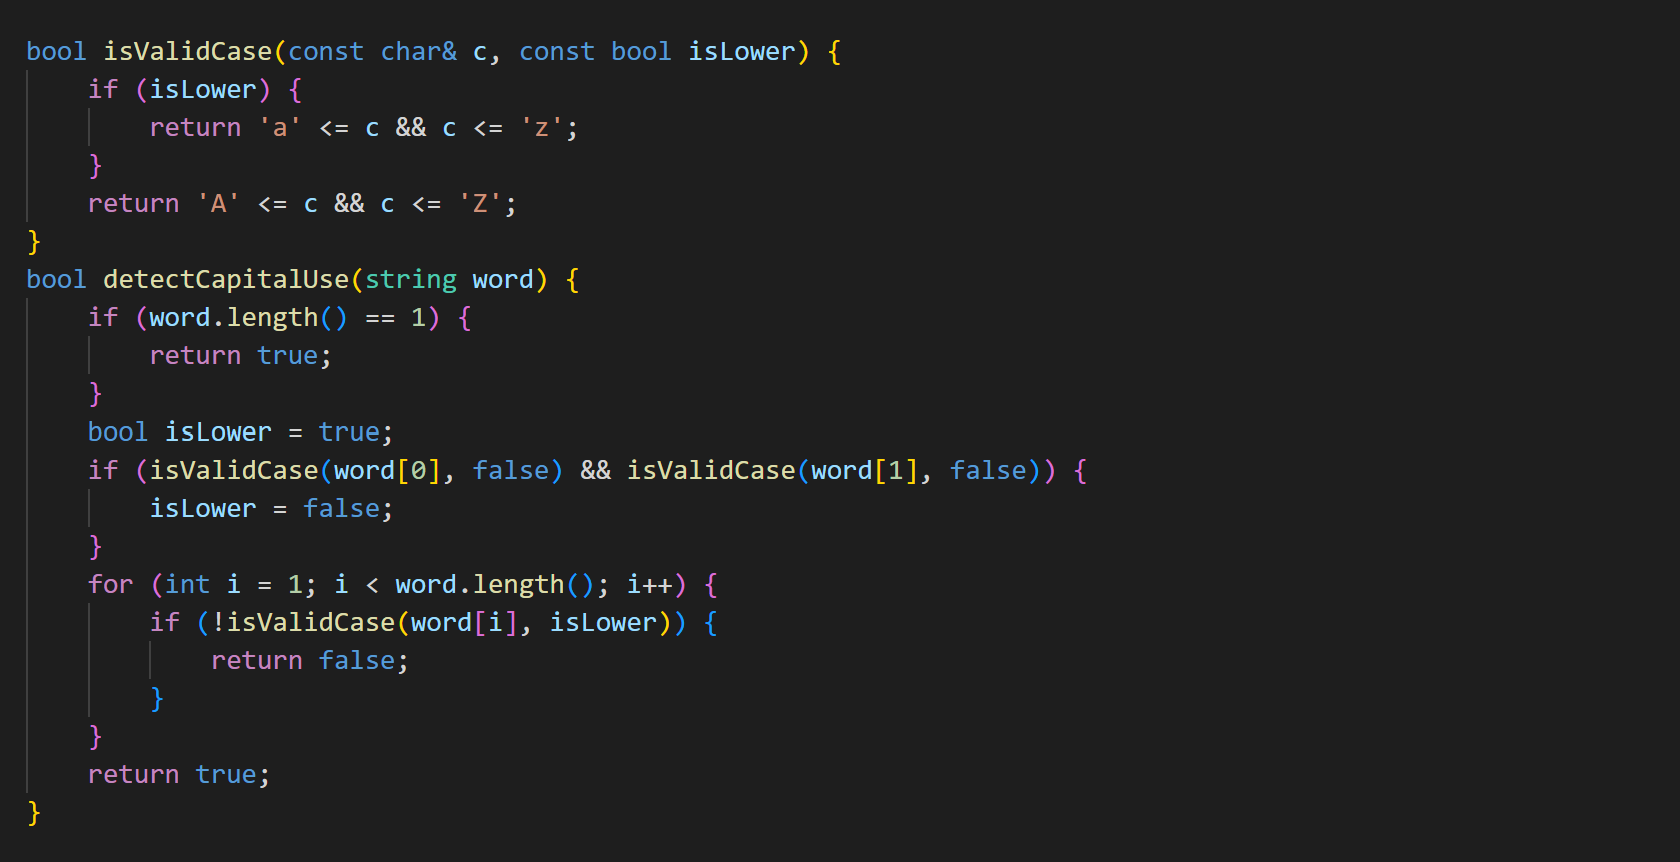 bool isValidCase(const char& c, const bool isLower) {
    if (isLower) {
        return 'a' <= c && c <= 'z';
    }
    return 'A' <= c && c <= 'Z';
}
bool detectCapitalUse(string word) {
    if (word.length() == 1) {
        return true;
    }
    bool isLower = true;
    if (isValidCase(word[0], false) && isValidCase(word[1], false)) {
        isLower = false;
    }
    for (int i = 1; i < word.length(); i++) {
        if (!isValidCase(word[i], isLower)) {
            return false;
        }
    }
    return true;
}